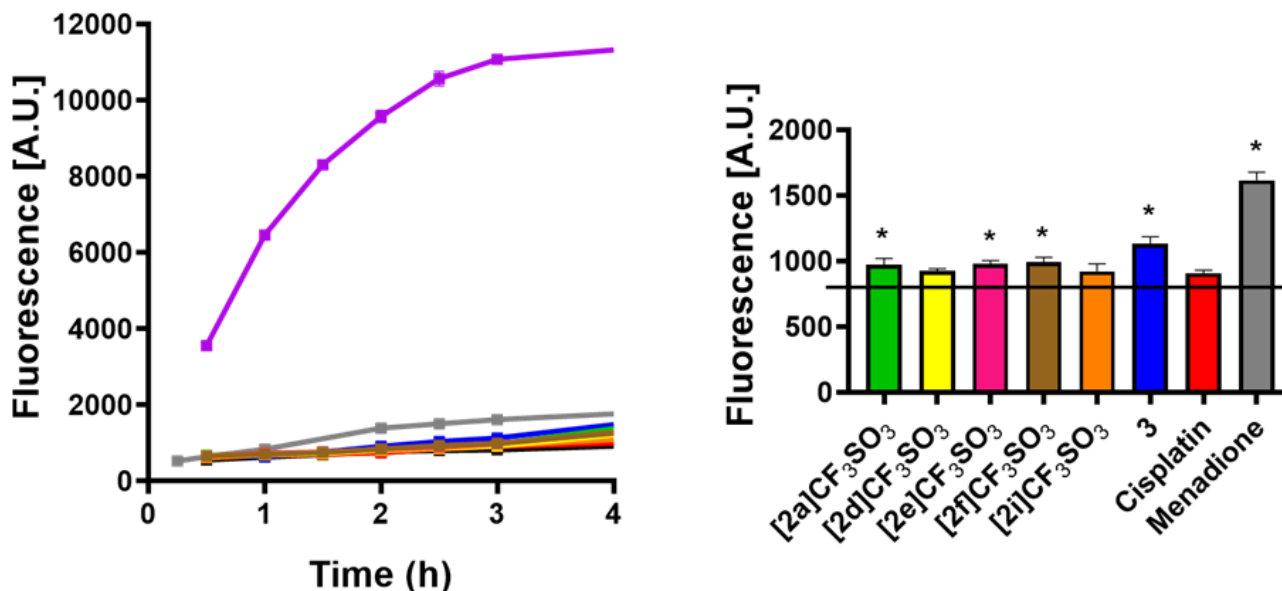 Fluorescence [A.U.]
12000
10000
8000
6000
4000
2000
0
0 1 2 3 4
Time (h)
Fluorescence [A.U.]
2000
1500
1000
500
0
* * * * *
[2a]CF₃SO₃
[2d]CF₃SO₃
[2e]CF₃SO₃
[2f]CF₃SO₃
[2i]CF₃SO₃
3
Cisplatin
Menadione